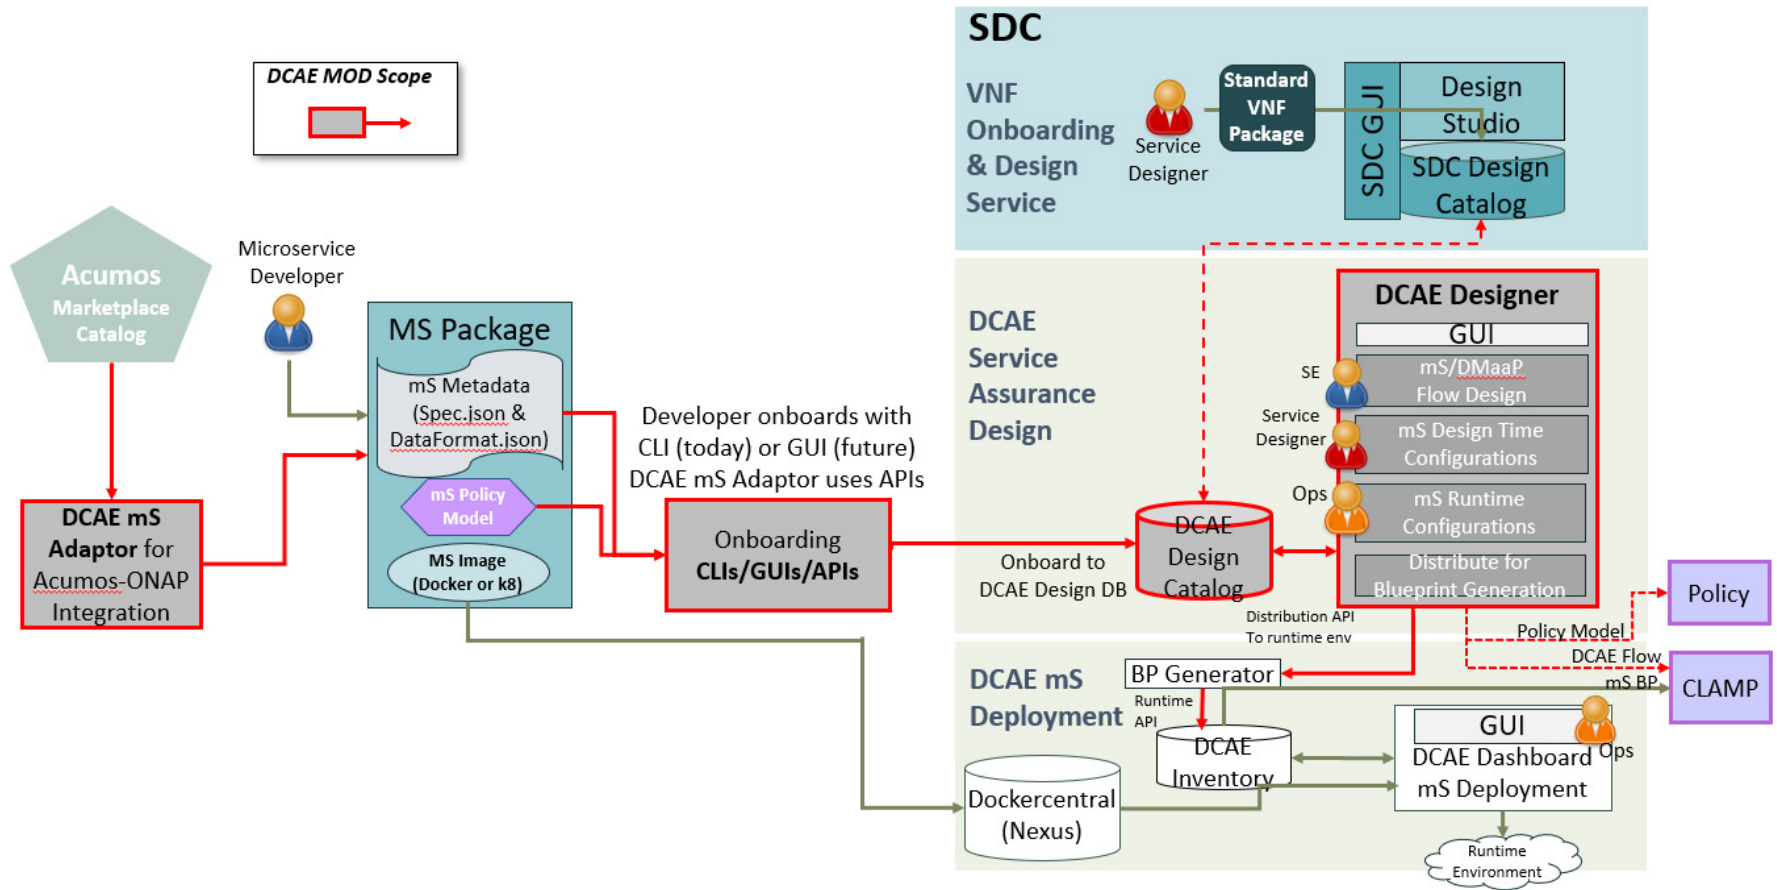 SDC
DCAE MOD Scope
VNF
Onboarding
& Design
Service
Service
Designer
Standard
VNF
Package
SDC GUI
Design
Studio
SDC Design
Catalog
Acumos
Marketplace
Catalog
Microservice
Developer
MS Package
mS Metadata
(Spec.json &
DataFormat.json)
mS Policy
Model
MS Image
(Docker or k8)
DCAE mS
Adaptor for
Acumos-ONAP
Integration
Developer onboards with
CLI (today) or GUI (future)
DCAE mS Adaptor uses APIs
Onboarding
CLIs/GUIs/APIs
Onboard to
DCAE Design DB
DCAE
Service
Assurance
Design
DCAE
Design
Catalog
DCAE Designer
GUI
SE
mS/DMaaP
Flow Design
Service
Designer
mS Design Time
Configurations
Ops
mS Runtime
Configurations
Distribute for
Blueprint Generation
Distribution API
To runtime env
Policy
Policy Model
DCAE Flow
mS BP
CLAMP
DCAE mS
Deployment
BP Generator
Runtime
API
DCAE
Inventory
Dockercentral
(Nexus)
GUI
Ops
DCAE Dashboard
mS Deployment
Runtime
Environment